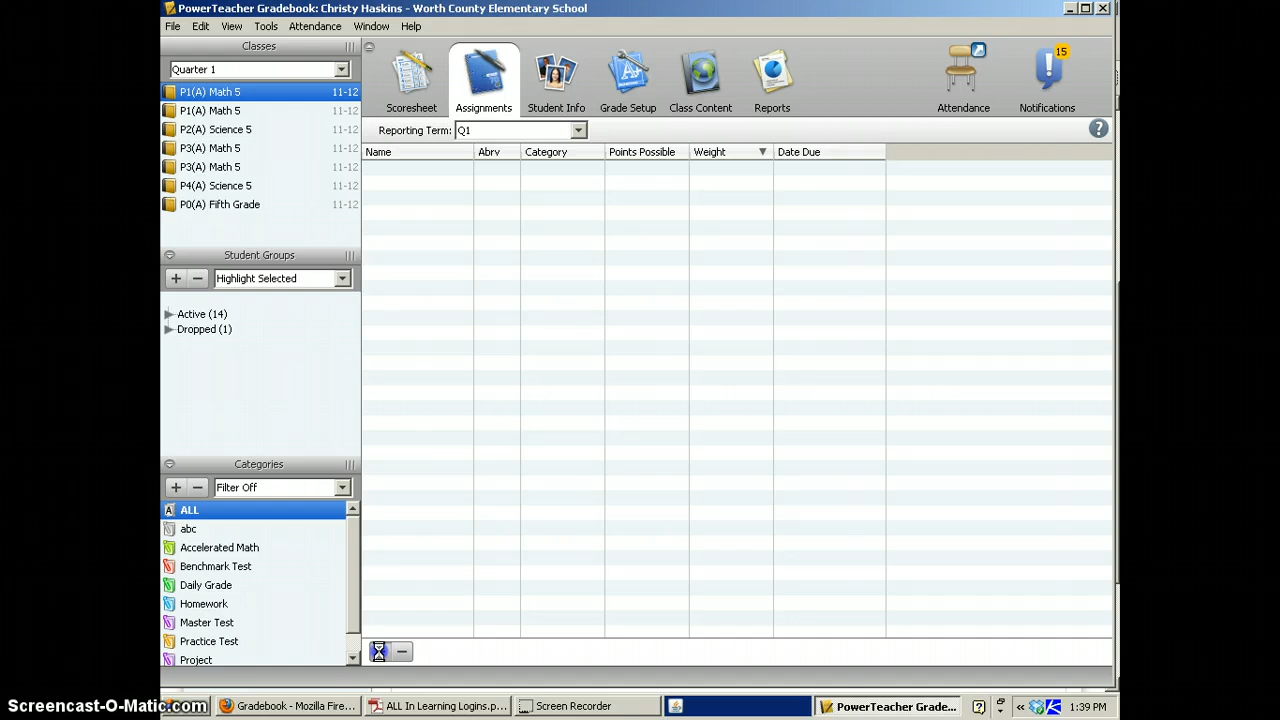 PowerTeacher Gradebook: Christy Haskins - Worth County Elementary School
File Edit View Tools Attendance Window Help
Classes
Quarter 1
P1(A) Math 5 11-12
P1(A) Math 5 11-12
P2(A) Science 5 11-12
P3(A) Math 5 11-12
P3(A) Math 5 11-12
P4(A) Science 5 11-12
P0(A) Fifth Grade 11-12
Student Groups
Highlight Selected
Active (14)
Dropped (1)
Categories
Filter Off
ALL
abc
Accelerated Math
Benchmark Test
Daily Grade
Homework
Master Test
Practice Test
Project
Scoresheet Assignments Student Info Grade Setup Class Content Reports Attendance 15 Notifications
Reporting Term: Q1
Name Abrv Category Points Possible Weight Date Due
Screencast-O-Matic.com
Gradebook - Mozilla Fire... ALL In Learning Logins.p... Screen Recorder PowerTeacher Grade... 1:39 PM